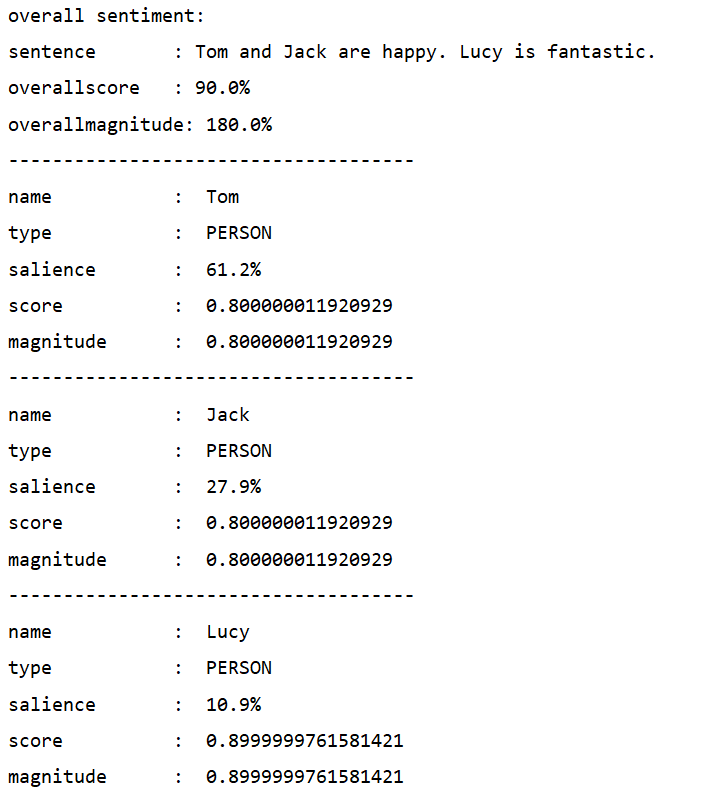 overall sentiment:
sentence       : Tom and Jack are happy. Lucy is fantastic.
overallscore   : 90.0%
overallmagnitude: 180.0%
-------------------------------------
name           :  Tom
type           :  PERSON
salience       :  61.2%
score          :  0.800000011920929
magnitude      :  0.800000011920929
-------------------------------------
name           :  Jack
type           :  PERSON
salience       :  27.9%
score          :  0.800000011920929
magnitude      :  0.800000011920929
-------------------------------------
name           :  Lucy
type           :  PERSON
salience       :  10.9%
score          :  0.8999999761581421
magnitude      :  0.8999999761581421